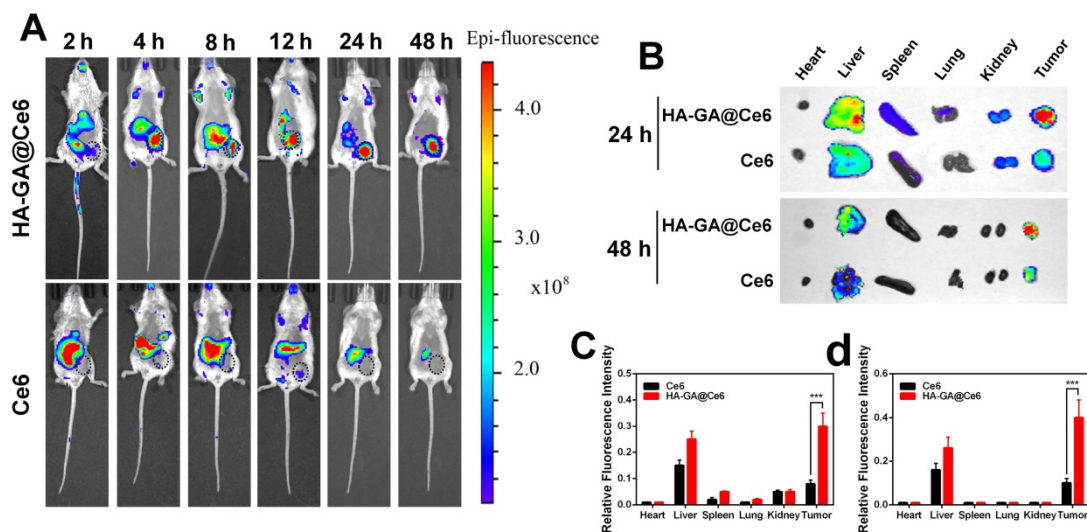 A
2 h 4 h 8 h 12 h 24 h 48 h
Epi-fluorescence
HA-GA@Ce6
Ce6
4.0
3.0
x10⁸
2.0
B
Heart Liver Spleen Lung Kidney Tumor
24 h
HA-GA@Ce6
Ce6
48 h
HA-GA@Ce6
Ce6
C
Relative Fluorescence Intensity
0.5
0.4
0.3
0.2
0.1
0.0
Ce6
HA-GA@Ce6
***
Heart Liver Spleen Lung Kidney Tumor
d
Relative Fluorescence Intensity
0.6
0.4
0.2
0.0
Ce6
HA-GA@Ce6
***
Heart Liver Spleen Lung Kidney Tumor